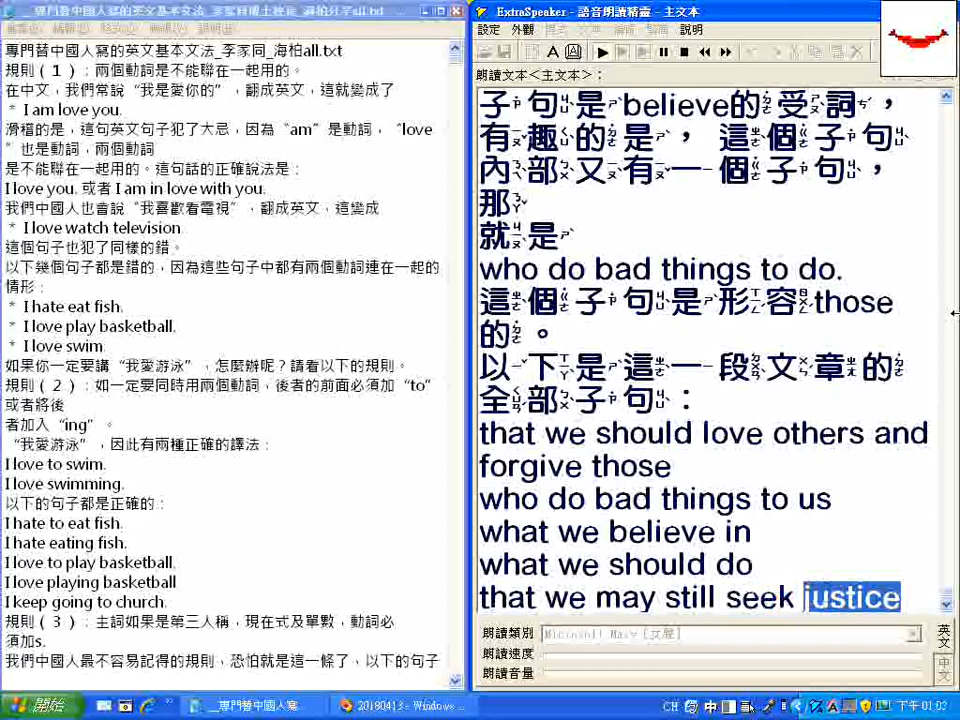 專門替中國人寫的英文基本文法_李家同_海柏all.txt
規則(1):兩個動詞是不能聯在一起用的。
在中文,我們常說“我是愛你的”,翻成英文,這就變成了
* I am love you.
滑稽的是,這句英文句子犯了大忌,因為“am”是動詞,“love
”也是動詞,兩個動詞
是不能聯在一起用的。這句話的正確說法是:
I love you. 或者 I am in love with you.
我們中國人也會說“我喜歡看電視”,翻成英文,這變成
* I love watch television.
這個句子也犯了同樣的錯。
以下幾個句子都是錯的,因為這些句子中都有兩個動詞連在一起的
情形:
* I hate eat fish.
* I love play basketball.
* I love swim.
如果你一定要講“我愛游泳”,怎麼辦呢?請看以下的規則。
規則(2):如一定要同時用兩個動詞,後者的前面必須加“to”
或者將後
者加入“ing”。
“我愛游泳”,因此有兩種正確的譯法:
I love to swim.
I love swimming.
以下的句子都是正確的:
I hate to eat fish.
I hate eating fish.
I love to play basketball.
I love playing basketball
I keep going to church.
規則(3):主詞如果是第三人稱,現在式及單數,動詞必
須加s.
我們中國人最不容易記得的規則,恐怕就是這一條了,以下的句子
ExtraSpeaker - 語音朗讀精靈 - 主文本
設定 外觀 說明
朗讀文本<主文本>:
子句是believe的受詞,
有趣的是, 這個子句
內部又有一個子句,
那
就是
who do bad things to do.
這個子句是形容those
的。
以下是這一段文章的
全部子句:
that we should love others and
forgive those
who do bad things to us
what we believe in
what we should do
that we may still seek justice
朗讀類別 Microsoft Mary [女聲]
朗讀速度
朗讀音量
英文
中文
開始
__專門替中國人寫...
20180413- Windows ...
CH 中 下午 01:02